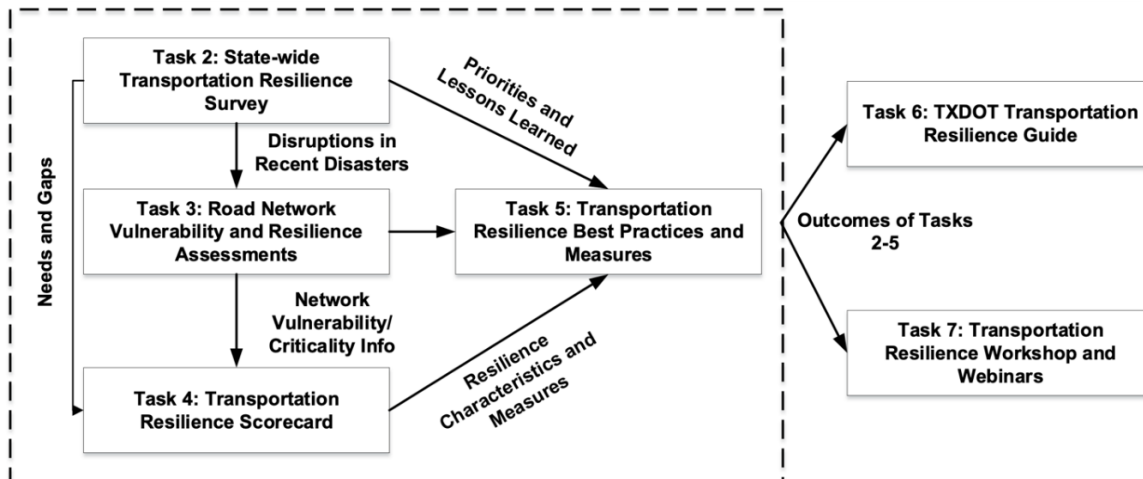 Task 2: State-wide
Transportation Resilience
Survey
Priorities and
Lessons Learned
Disruptions in
Recent Disasters
Needs and Gaps
Task 3: Road Network
Vulnerability and Resilience
Assessments
Task 5: Transportation
Resilience Best Practices and
Measures
Network
Vulnerability/
Criticality Info
Resilience
Characteristics and
Measures
Task 4: Transportation
Resilience Scorecard
Task 6: TXDOT Transportation
Resilience Guide
Outcomes of Tasks
2-5
Task 7: Transportation
Resilience Workshop and
Webinars